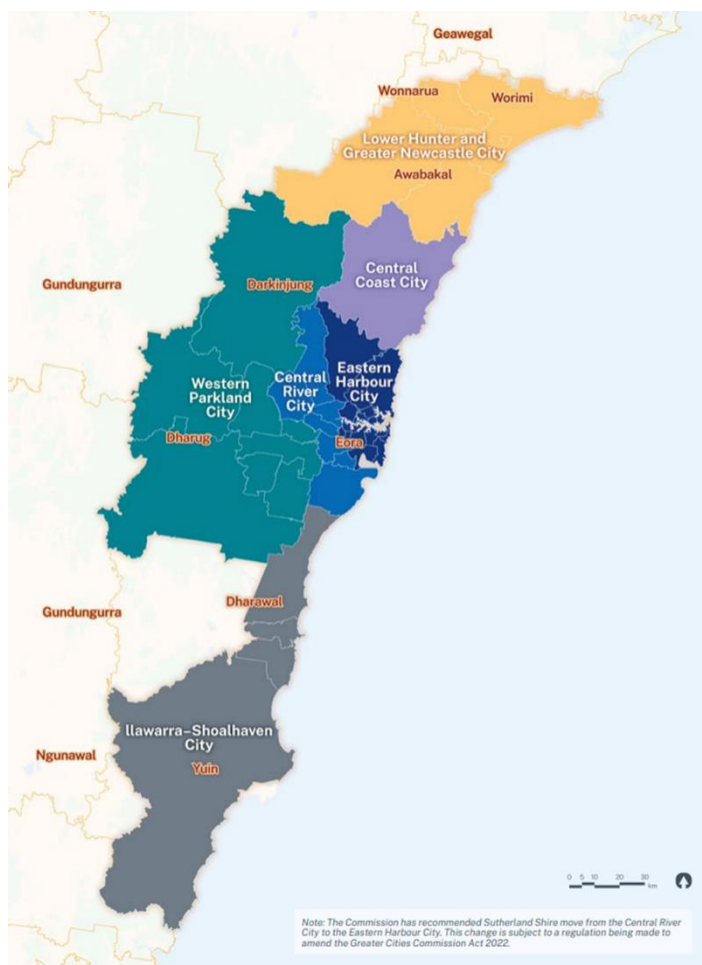 Geawegal
Wonnarua
Worimi
Lower Hunter and
Greater Newcastle City
Awabakal
Central
Coast City
Gundungurra
Darkinjung
Eastern
Harbour
City
Central
River
City
Western
Parkland
City
Dharug
Eora
Dharawal
Gundungurra
llawarra–Shoalhaven
City
Ngunawal
Yuin
0 5 10 20 30
km
Note: The Commission has recommended Sutherland Shire move from the Central River
City to the Eastern Harbour City. This change is subject to a regulation being made to
amend the Greater Cities Commission Act 2022.